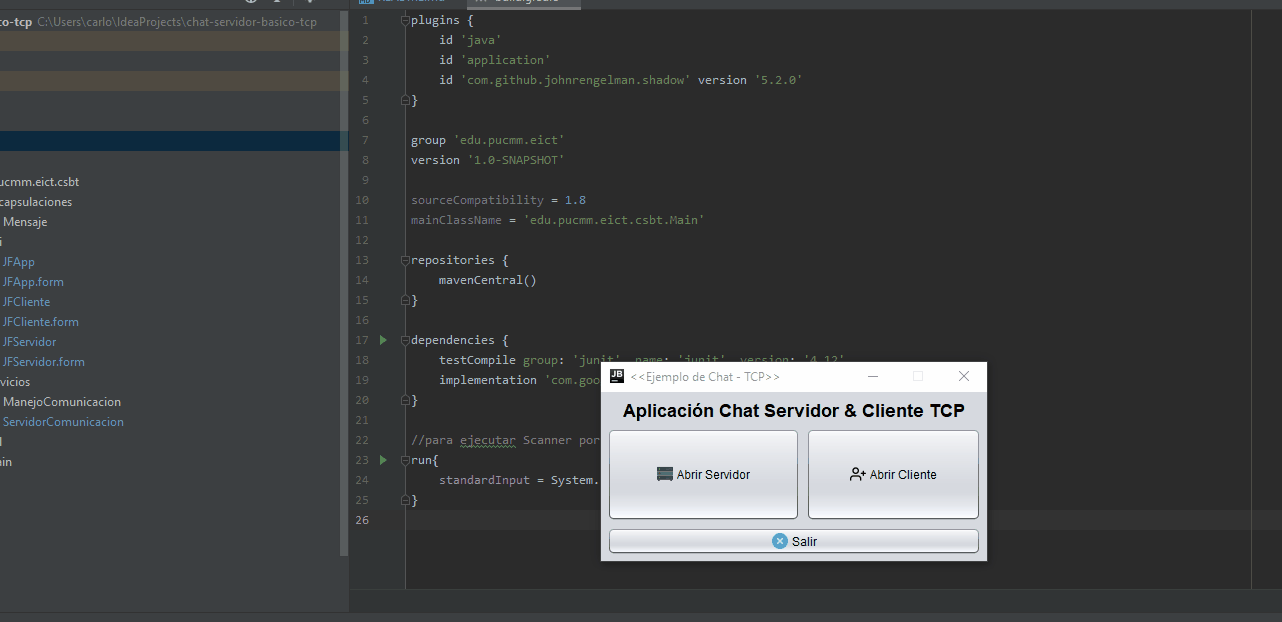 co-tcp C:\Users\carlo\IdeaProjects\chat-servidor-basico-tcp
ucmm.eict.csbt
capsulaciones
Mensaje
i
JFApp
JFApp.form
JFCliente
JFCliente.form
JFServidor
JFServidor.form
vicios
ManejoComunicacion
ServidorComunicacion
in
1 plugins {
2 id 'java'
3 id 'application'
4 id 'com.github.johnrengelman.shadow' version '5.2.0'
5 }
6
7 group 'edu.pucmm.eict'
8 version '1.0-SNAPSHOT'
9
10 sourceCompatibility = 1.8
11 mainClassName = 'edu.pucmm.eict.csbt.Main'
12
13 repositories {
14 mavenCentral()
15 }
16
17 dependencies {
18 testCompile group: 'junit', name: 'junit', version: '4.12'
19 implementation 'com.goo
20 }
21
22 //para ejecutar Scanner por
23 run{
24 standardInput = System.
25 }
26
JB <<Ejemplo de Chat - TCP>>
Aplicación Chat Servidor & Cliente TCP
Abrir Servidor
Abrir Cliente
Salir